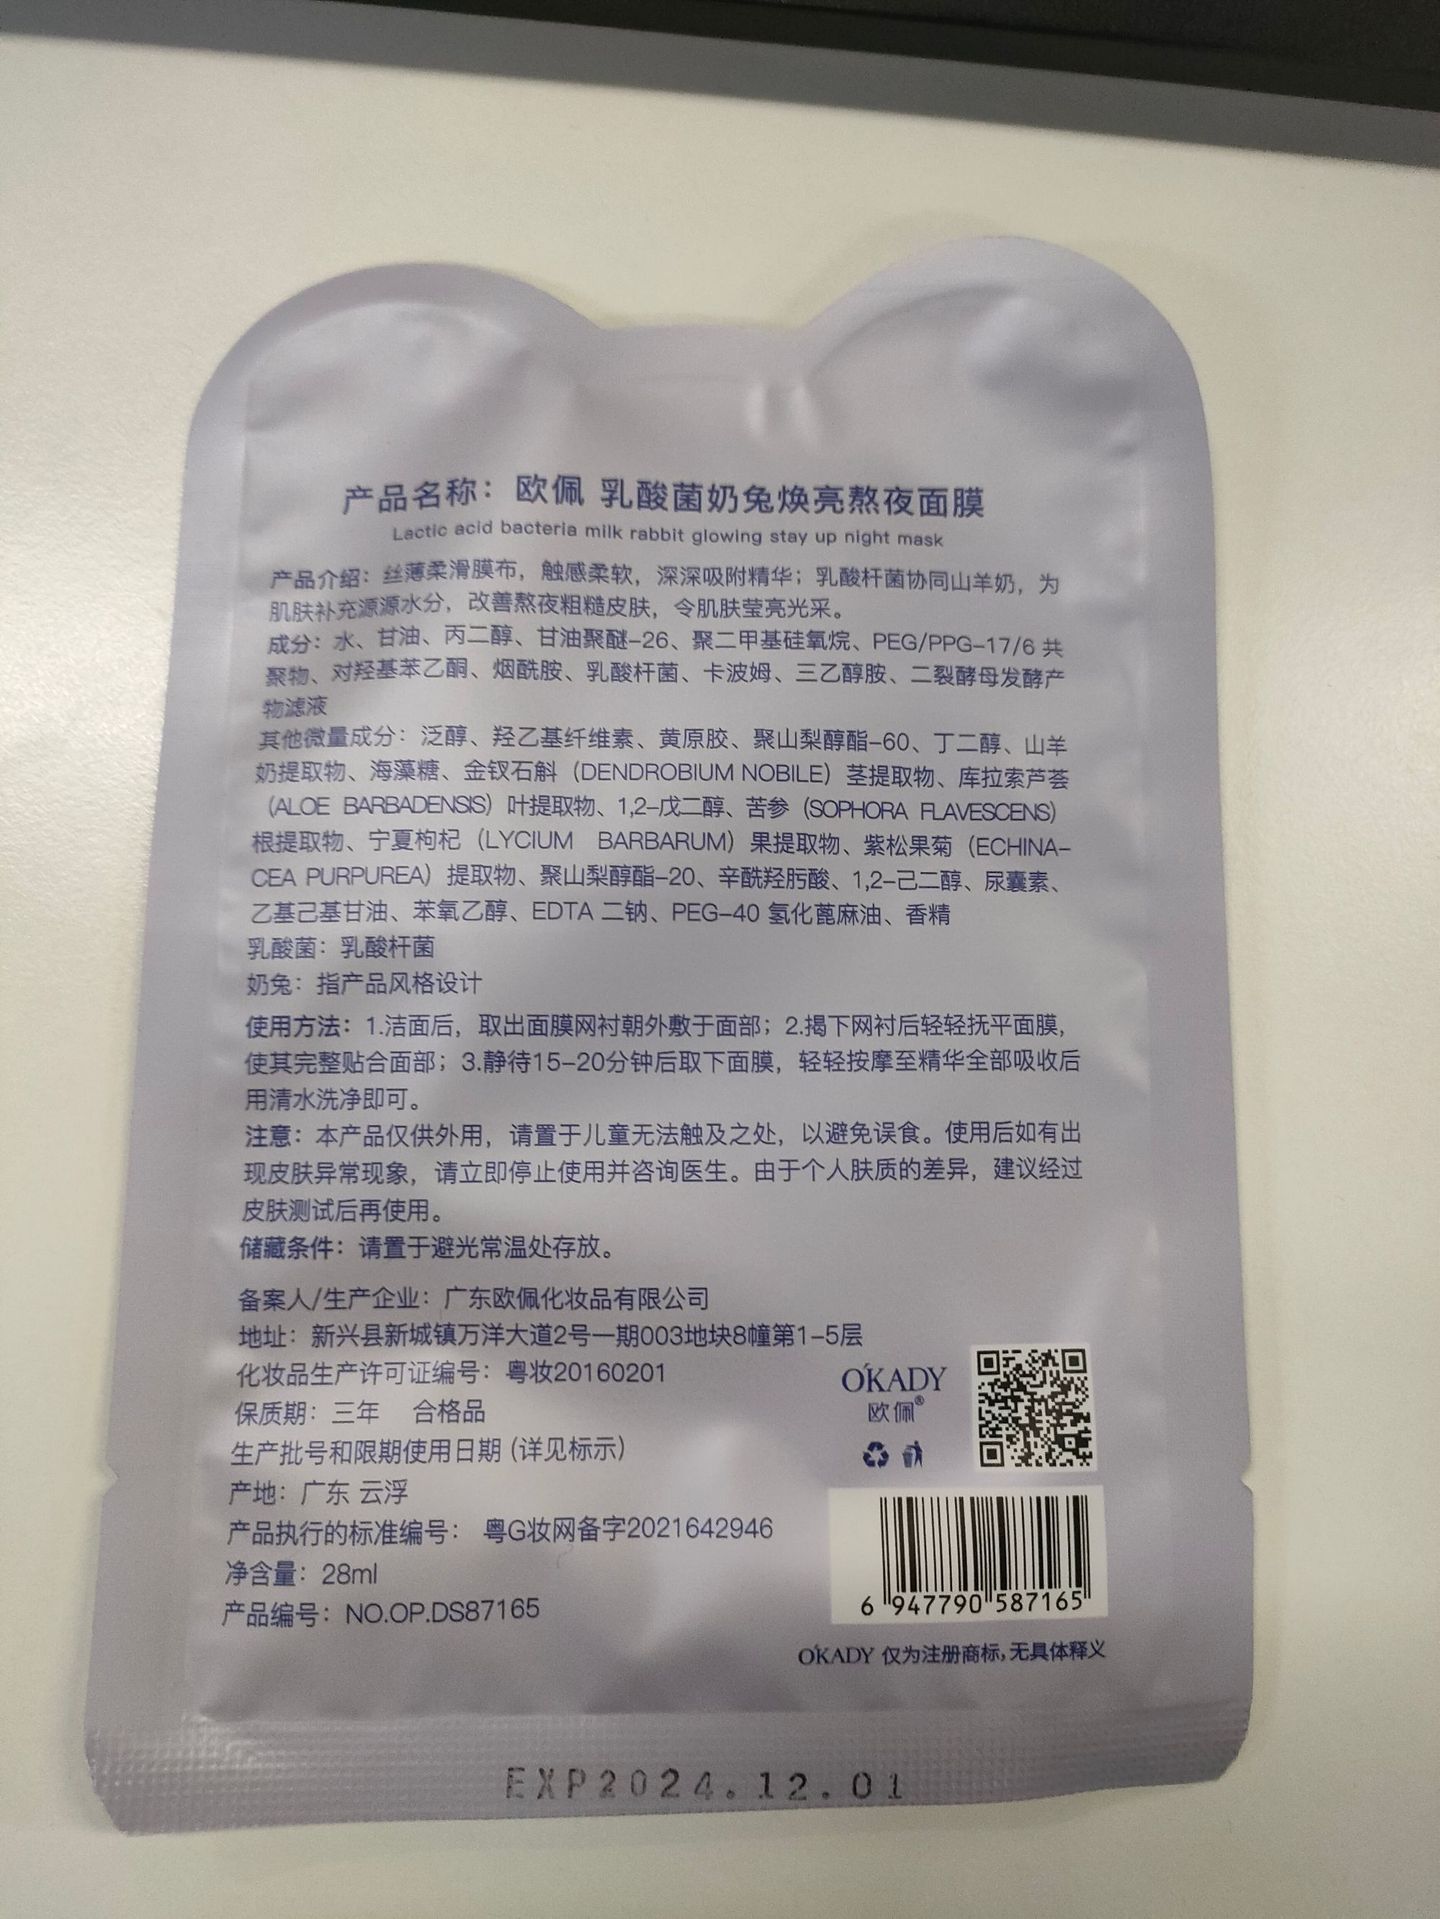 产品名称：欧佩 乳酸菌奶兔焕亮熬夜面膜
Lactic acid bacteria milk rabbit glowing stay up night mask
产品介绍：丝薄柔滑膜布，触感柔软，深深吸附精华；乳酸杆菌协同山羊奶，为
肌肤补充源源水分，改善熬夜粗糙皮肤，令肌肤莹亮光采。
成分：水、甘油、丙二醇、甘油聚醚-26、聚二甲基硅氧烷、PEG/PPG-17/6 共
聚物、对羟基苯乙酮、烟酰胺、乳酸杆菌、卡波姆、三乙醇胺、二裂酵母发酵产
物滤液
其他微量成分：泛醇、羟乙基纤维素、黄原胶、聚山梨醇酯-60、丁二醇、山羊
奶提取物、海藻糖、金钗石斛（DENDROBIUM NOBILE）茎提取物、库拉索芦荟
（ALOE BARBADENSIS）叶提取物、1,2-戊二醇、苦参（SOPHORA FLAVESCENS）
根提取物、宁夏枸杞（LYCIUM BARBARUM）果提取物、紫松果菊（ECHINA-
CEA PURPUREA）提取物、聚山梨醇酯-20、辛酰羟肟酸、1,2-己二醇、尿囊素、
乙基己基甘油、苯氧乙醇、EDTA 二钠、PEG-40 氢化蓖麻油、香精
乳酸菌：乳酸杆菌
奶兔：指产品风格设计
使用方法：1.洁面后，取出面膜网衬朝外敷于面部；2.揭下网衬后轻轻抚平面膜，
使其完整贴合面部；3.静待15-20分钟后取下面膜，轻轻按摩至精华全部吸收后
用清水洗净即可。
注意：本产品仅供外用，请置于儿童无法触及之处，以避免误食。使用后如有出
现皮肤异常现象，请立即停止使用并咨询医生。由于个人肤质的差异，建议经过
皮肤测试后再使用。
储藏条件：请置于避光常温处存放。
备案人/生产企业：广东欧佩化妆品有限公司
地址：新兴县新城镇万洋大道2号一期003地块8幢第1-5层
化妆品生产许可证编号：粤妆20160201
保质期：三年 合格品
生产批号和限期使用日期（详见标示）
产地：广东 云浮
产品执行的标准编号： 粤G妆网备字2021642946
净含量：28ml
产品编号：NO.OP.DS87165
O'KADY
欧佩®
6 947790 587165
O'KADY 仅为注册商标，无具体释义
EXP2024.12.01